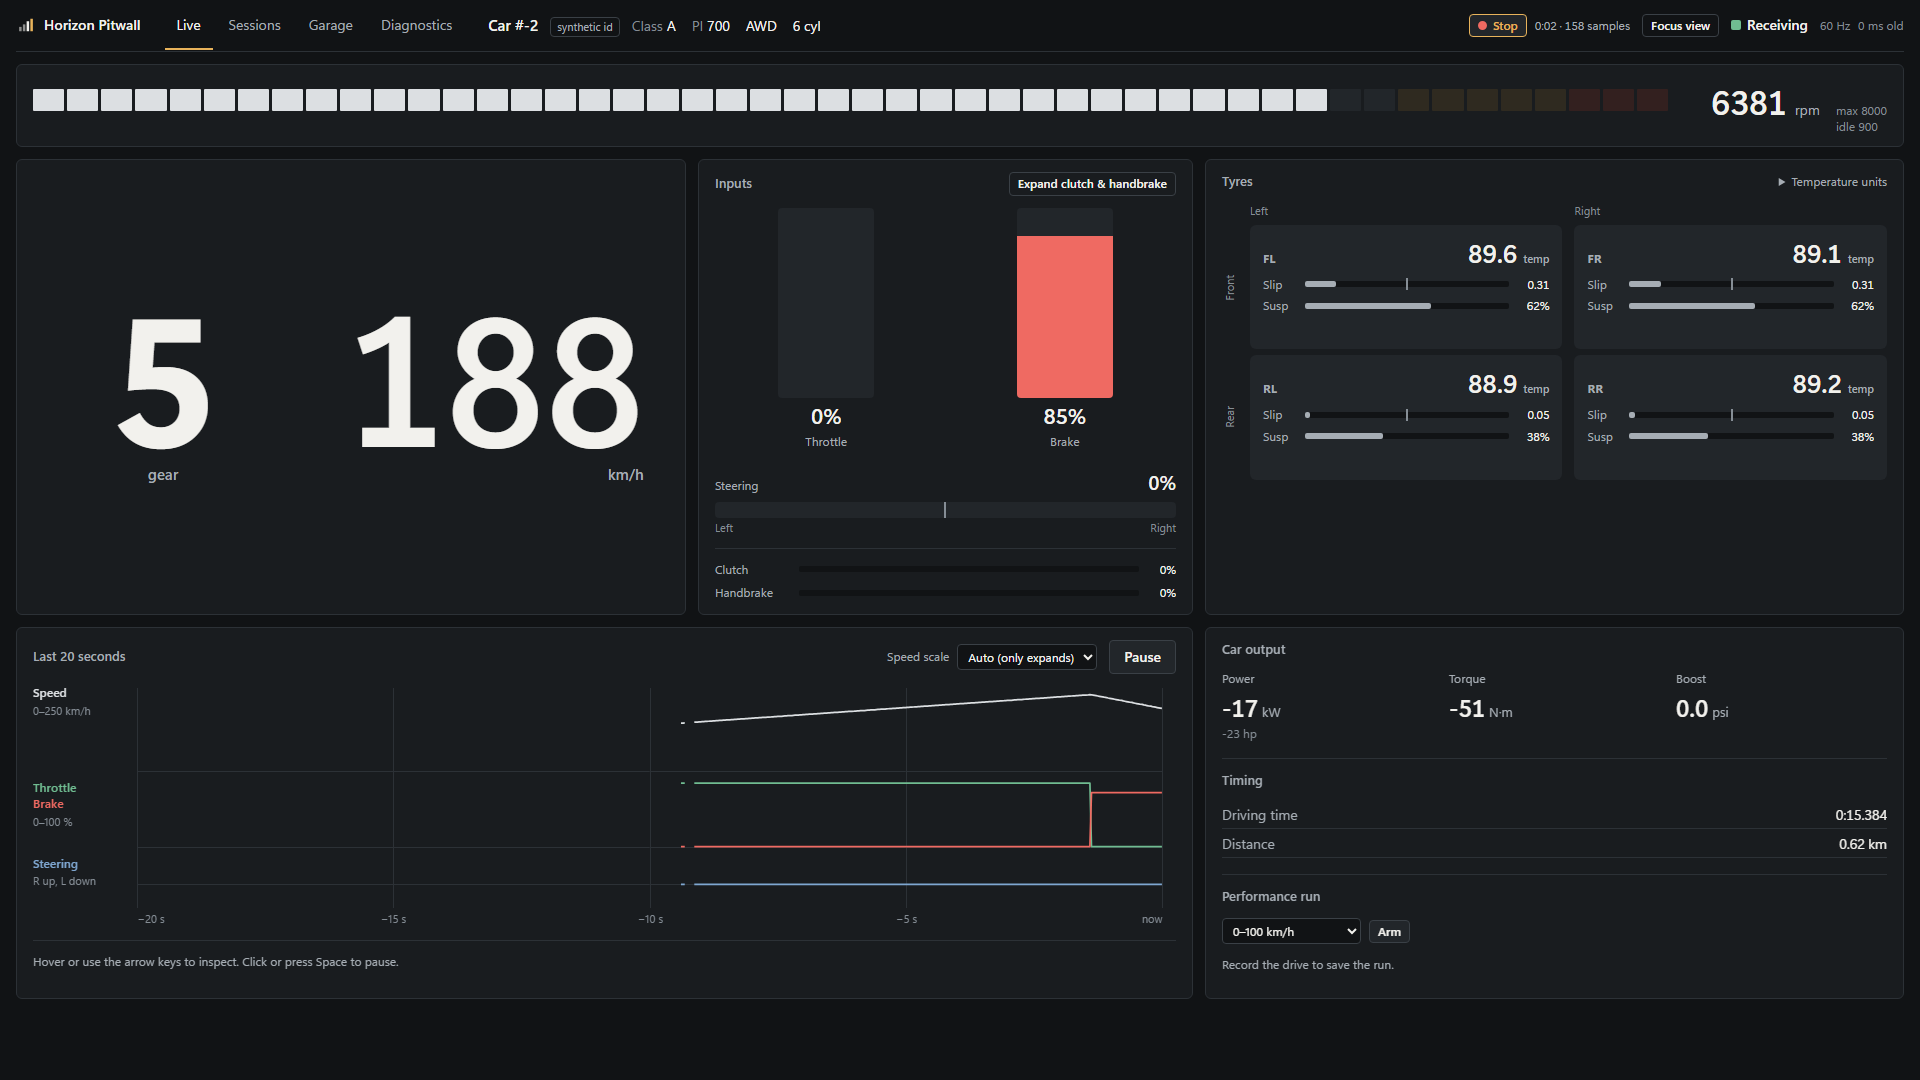 Horizon Pitwall Live Sessions Garage Diagnostics Car #-2 synthetic id Class A PI 700 AWD 6 cyl Stop 0:02 · 158 samples Focus view Receiving 60 Hz 0 ms old
6381 rpm max 8000
idle 900
5 188
gear km/h
Inputs Expand clutch & handbrake
0% 85%
Throttle Brake
Steering 0%
Left Right
Clutch 0%
Handbrake 0%
Tyres ▶ Temperature units
Left Right
Front
FL 89.6 temp
Slip 0.31
Susp 62%
FR 89.1 temp
Slip 0.31
Susp 62%
Rear
RL 88.9 temp
Slip 0.05
Susp 38%
RR 89.2 temp
Slip 0.05
Susp 38%
Last 20 seconds Speed scale Auto (only expands) Pause
Speed
0–250 km/h
Throttle
Brake
0–100 %
Steering
R up, L down
−20 s −15 s −10 s −5 s now
Hover or use the arrow keys to inspect. Click or press Space to pause.
Car output
Power Torque Boost
-17 kW -51 N·m 0.0 psi
-23 hp
Timing
Driving time 0:15.384
Distance 0.62 km
Performance run
0–100 km/h Arm
Record the drive to save the run.